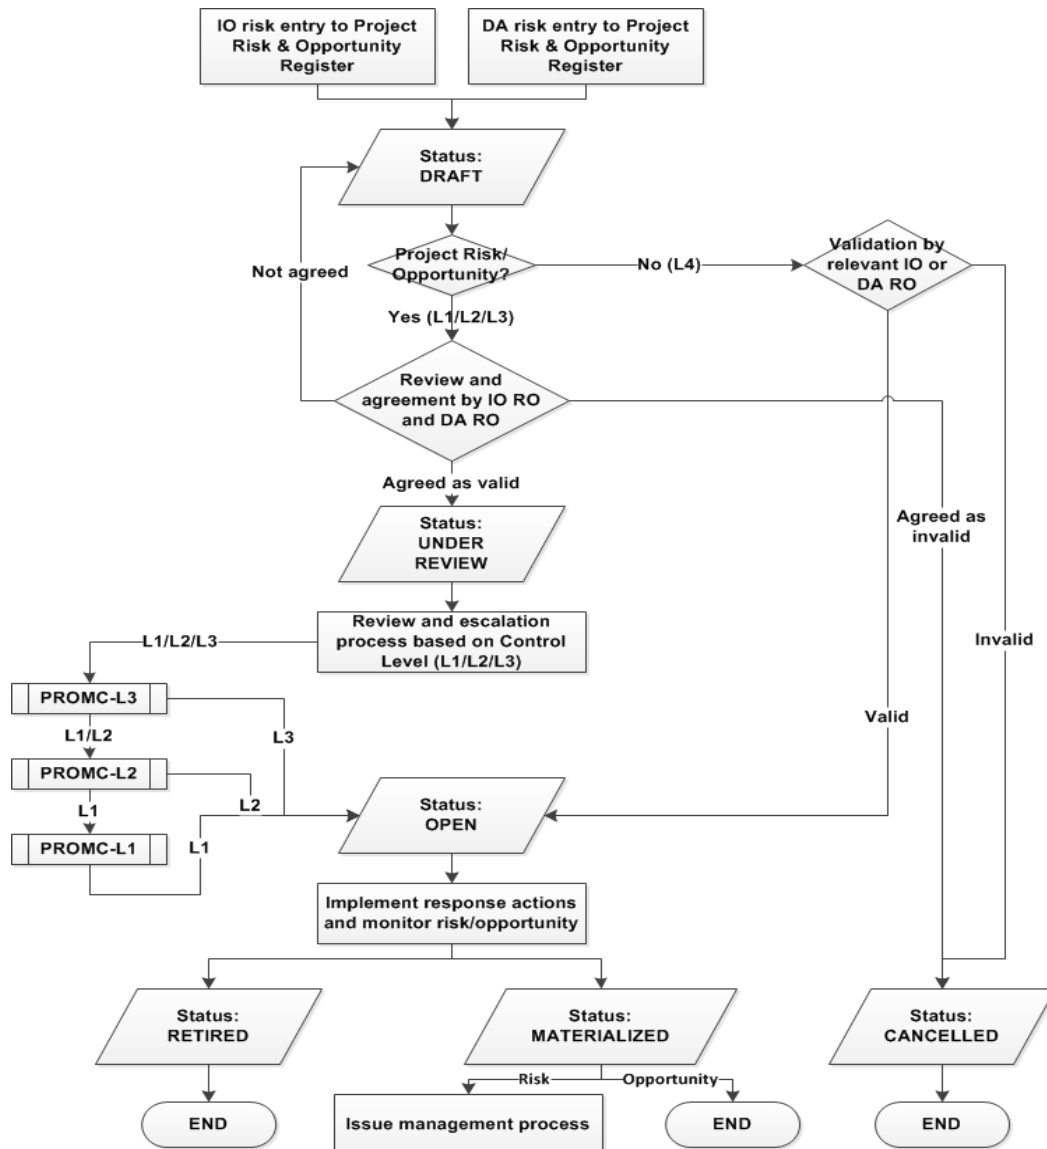 IO risk entry to Project
Risk & Opportunity
Register
DA risk entry to Project
Risk & Opportunity
Register
Status:
DRAFT
Project Risk/
Opportunity?
Not agreed
No (L4)
Validation by
relevant IO or
DA RO
Yes (L1/L2/L3)
Review and
agreement by IO RO
and DA RO
Agreed as valid
Agreed as
invalid
Status:
UNDER
REVIEW
Review and escalation
process based on Control
Level (L1/L2/L3)
L1/L2/L3
Invalid
PROMC-L3
Valid
L1/L2
L3
PROMC-L2
L2
L1
PROMC-L1
L1
Status:
OPEN
Implement response actions
and monitor risk/opportunity
Status:
RETIRED
Status:
MATERIALIZED
Status:
CANCELLED
Risk
Opportunity
END
Issue management process
END
END